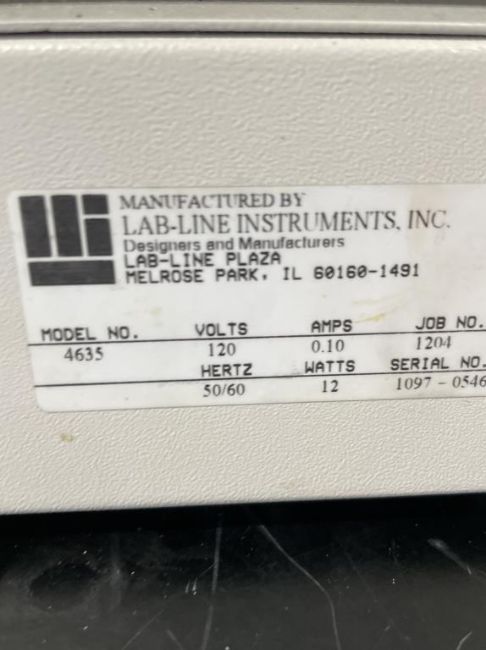 MANUFACTURED BY
LAB-LINE INSTRUMENTS, INC.
Designers and Manufacturers
LAB-LINE PLAZA
MELROSE PARK, IL 60160-1491
MODEL NO. VOLTS AMPS JOB NO.
4635 120 0.10 1204
HERTZ WATTS SERIAL NO.
50/60 12 1097 - 0546